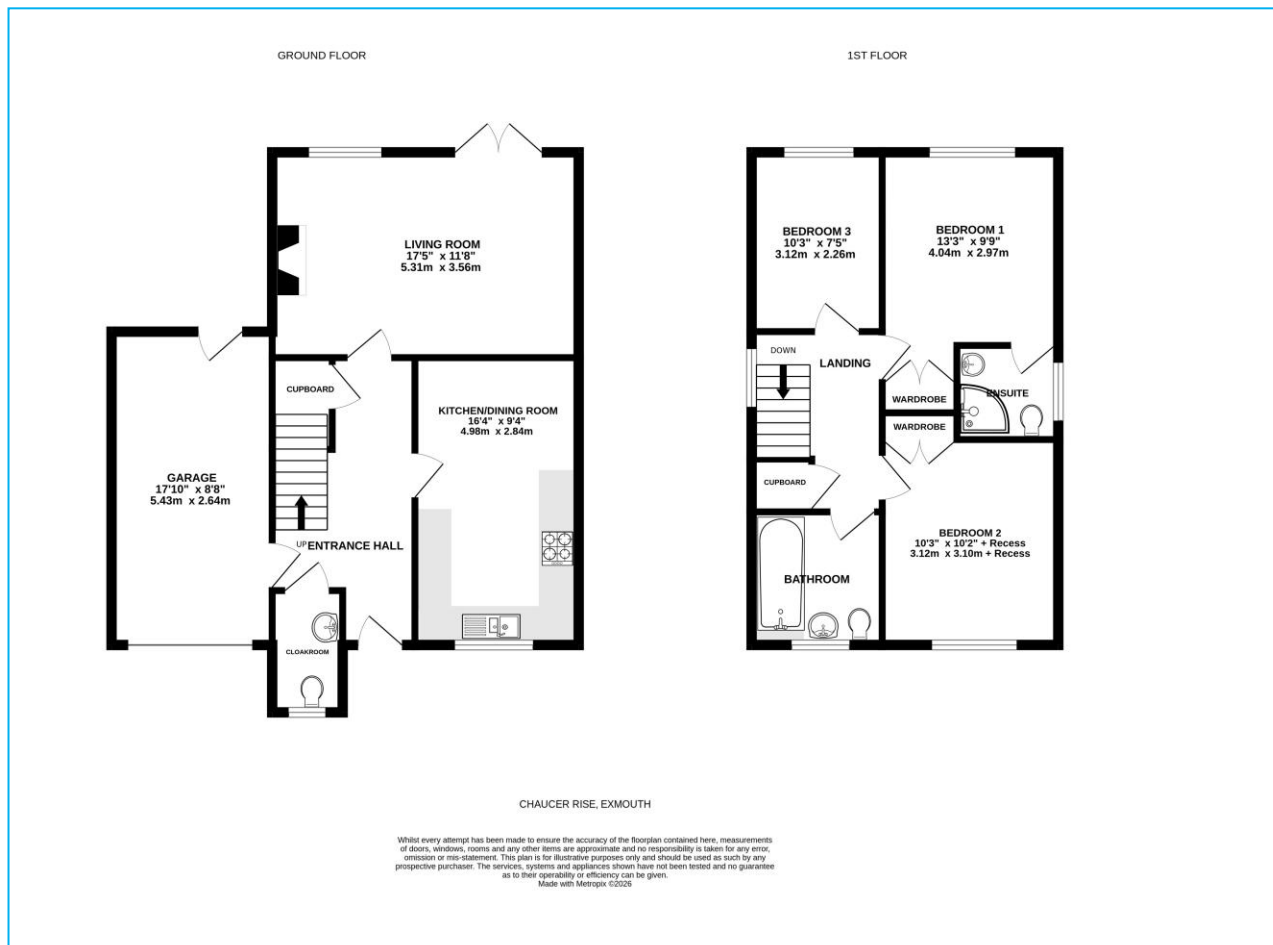 GROUND FLOOR
1ST FLOOR
LIVING ROOM
17'5" x 11'8"
5.31m x 3.56m
CUPBOARD
KITCHEN/DINING ROOM
16'4" x 9'4"
4.98m x 2.84m
GARAGE
17'10" x 8'8"
5.43m x 2.64m
UP
ENTRANCE HALL
CLOAKROOM
BEDROOM 3
10'3" x 7'5"
3.12m x 2.26m
BEDROOM 1
13'3" x 9'9"
4.04m x 2.97m
DOWN
LANDING
WARDROBE
ENSUITE
WARDROBE
CUPBOARD
BEDROOM 2
10'3" x 10'2" + Recess
3.12m x 3.10m + Recess
BATHROOM
CHAUCER RISE, EXMOUTH
Whilst every attempt has been made to ensure the accuracy of the floorplan contained here, measurements
of doors, windows, rooms and any other items are approximate and no responsibility is taken for any error,
omission or mis-statement. This plan is for illustrative purposes only and should be used as such by any
prospective purchaser. The services, systems and appliances shown have not been tested and no guarantee
as to their operability or efficiency can be given.
Made with Metropix ©2026